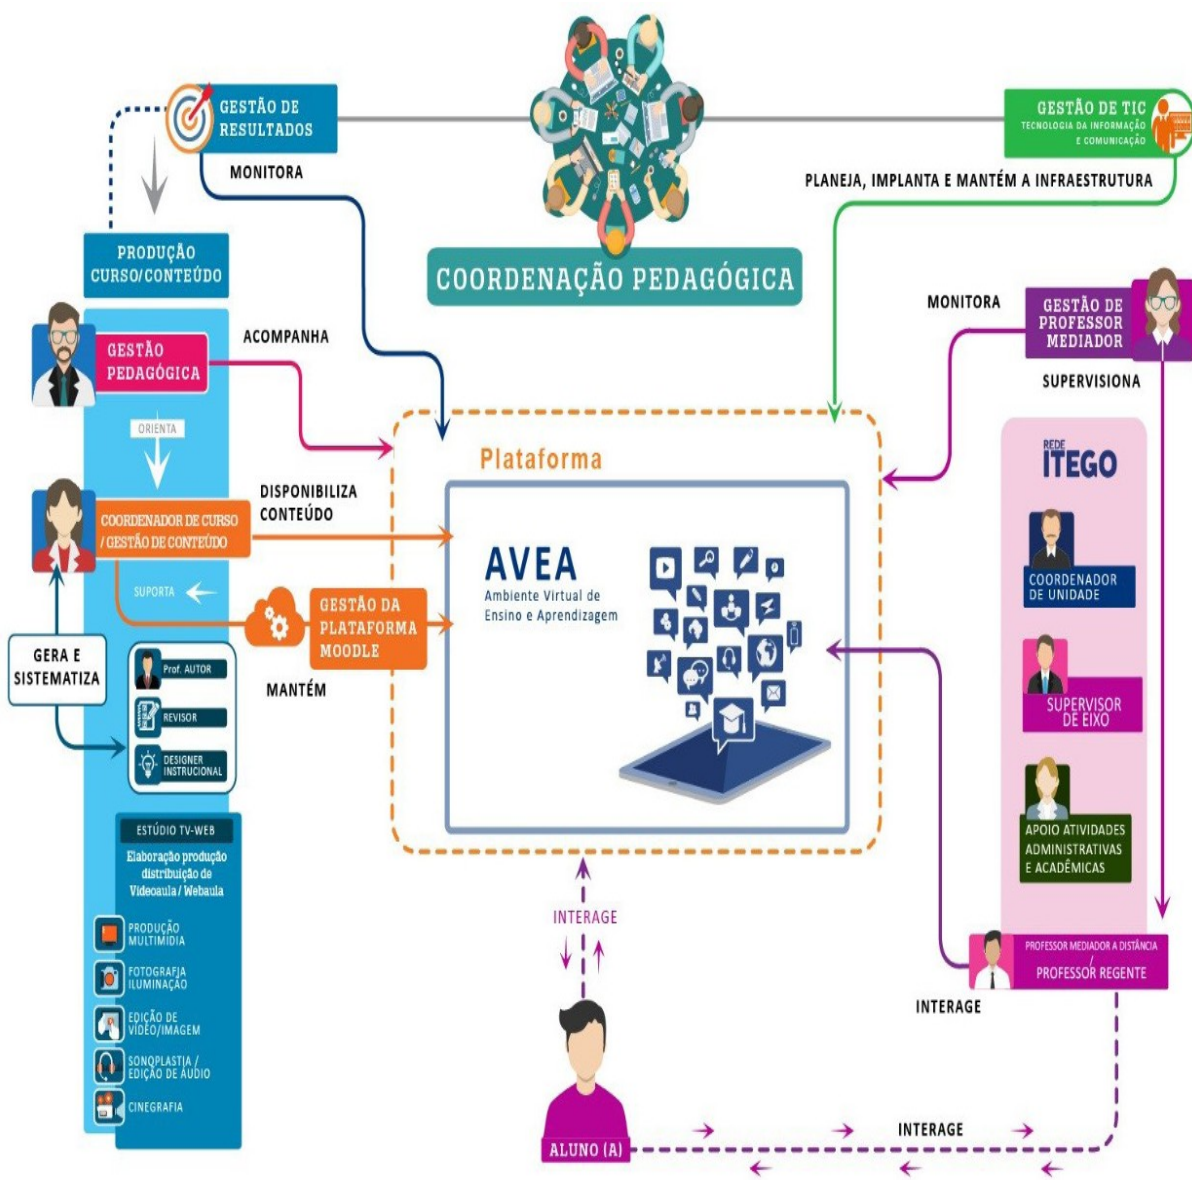 GESTÃO DE
RESULTADOS
MONITORA
GESTÃO DE TIC
TECNOLOGIA DA INFORMAÇÃO
E COMUNICAÇÃO
PLANEJA, IMPLANTA E MANTÉM A INFRAESTRUTURA
COORDENAÇÃO PEDAGÓGICA
PRODUÇÃO
CURSO/CONTEÚDO
GESTÃO
PEDAGÓGICA
ACOMPANHA
ORIENTA
COORDENADOR DE CURSO
/ GESTÃO DE CONTEÚDO
DISPONIBILIZA
CONTEÚDO
SUPORTA
GESTÃO DA
PLATAFORMA
MOODLE
MANTÉM
GERA E
SISTEMATIZA
Prof. AUTOR
REVISOR
DESIGNER
INSTRUCIONAL
ESTÚDIO TV-WEB
Elaboração produção
distribuição de
Videoaula / Webaula
PRODUÇÃO
MULTIMÍDIA
FOTOGRAFIA
ILUMINAÇÃO
EDIÇÃO DE
VÍDEO/IMAGEM
SONOPLASTIA /
EDIÇÃO DE ÁUDIO
CINEGRAFIA
Plataforma
AVEA
Ambiente Virtual de
Ensino e Aprendizagem
MONITORA
GESTÃO DE
PROFESSOR
MEDIADOR
SUPERVISIONA
REDE
ITEGO
COORDENADOR
DE UNIDADE
SUPERVISOR
DE EIXO
APOIO ATIVIDADES
ADMINISTRATIVAS
E ACADÊMICAS
PROFESSOR MEDIADOR A DISTÂNCIA
/
PROFESSOR REGENTE
INTERAGE
INTERAGE
ALUNO (A)
INTERAGE